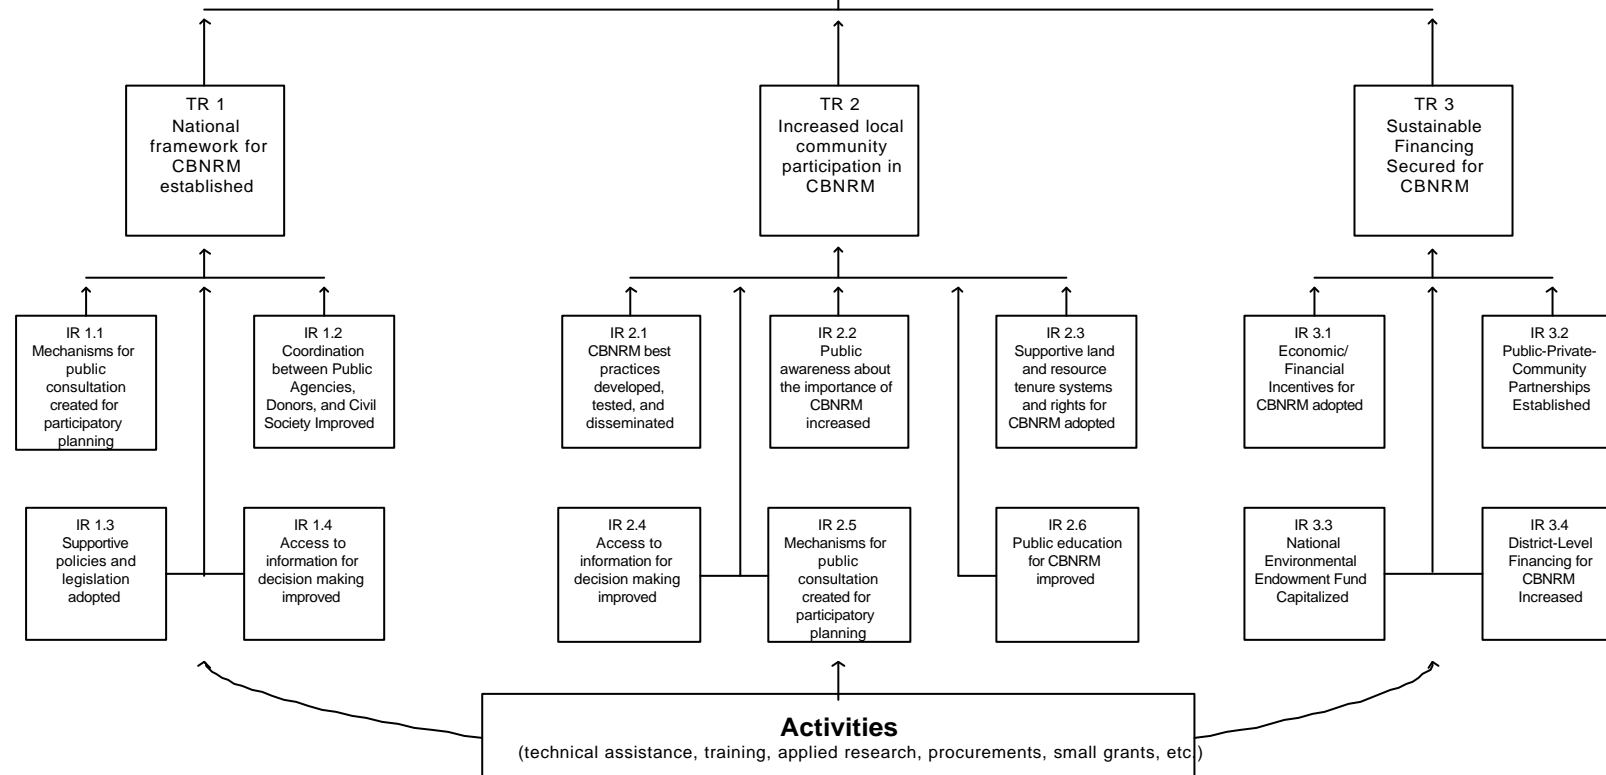 TR 1
National
framework for
CBNRM
established
TR 2
Increased local
community
participation in
CBNRM
TR 3
Sustainable
Financing
Secured for
CBNRM
IR 1.1
Mechanisms for
public
consultation
created for
participatory
planning
IR 1.2
Coordination
between Public
Agencies,
Donors, and Civil
Society Improved
IR 2.1
CBNRM best
practices
developed,
tested, and
disseminated
IR 2.2
Public
awareness about
the importance of
CBNRM
increased
IR 2.3
Supportive land
and resource
tenure systems
and rights for
CBNRM adopted
IR 3.1
Economic/
Financial
Incentives for
CBNRM adopted
IR 3.2
Public-Private-
Community
Partnerships
Established
IR 1.3
Supportive
policies and
legislation
adopted
IR 1.4
Access to
information for
decision making
improved
IR 2.4
Access to
information for
decision making
improved
IR 2.5
Mechanisms for
public
consultation
created for
participatory
planning
IR 2.6
Public education
for CBNRM
improved
IR 3.3
National
Environmental
Endowment Fund
Capitalized
IR 3.4
District-Level
Financing for
CBNRM
Increased
Activities
(technical assistance, training, applied research, procurements, small grants, etc.)